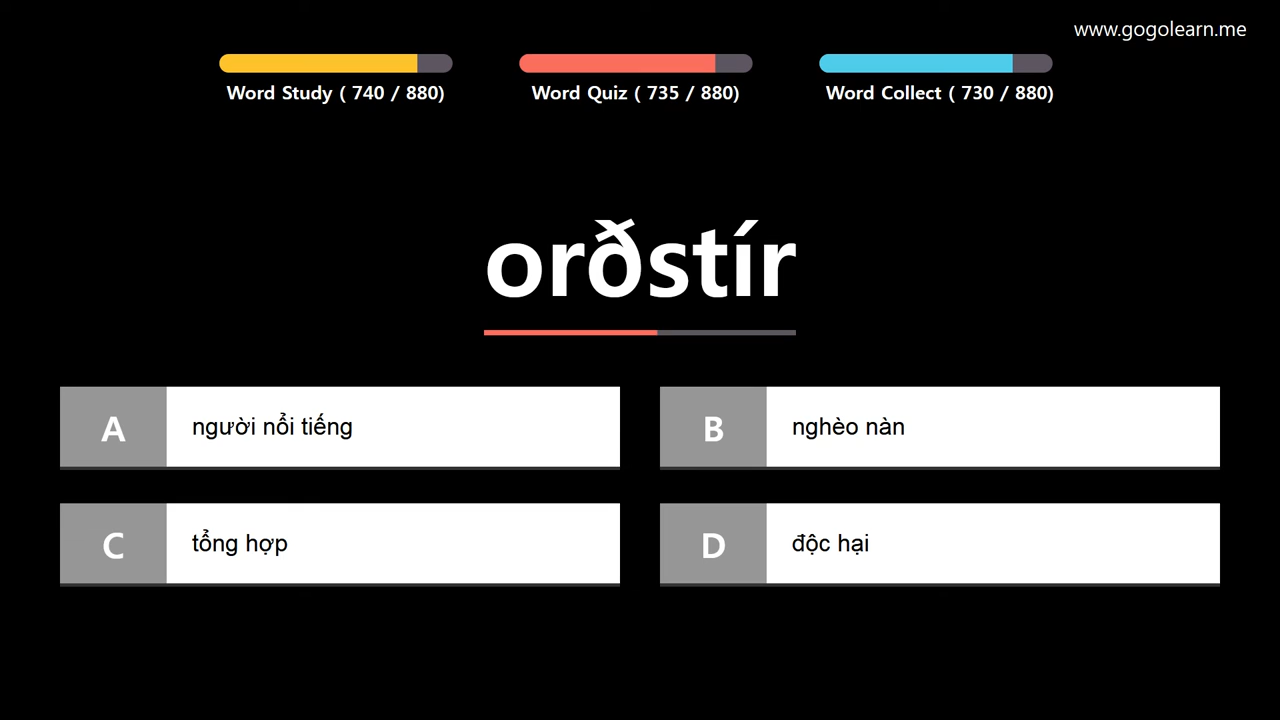 www.gogolearn.me
Word Study ( 740 / 880)
Word Quiz ( 735 / 880)
Word Collect ( 730 / 880)
orðstír
A người nổi tiếng
B nghèo nàn
C tổng hợp
D độc hại